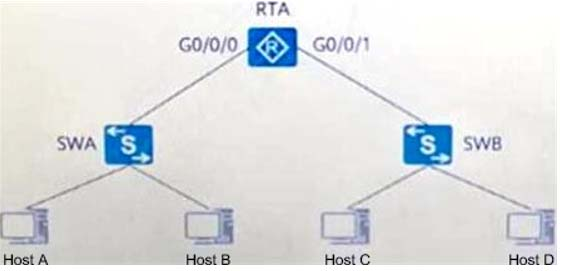 RTA
G0/0/0 G0/0/1
R
SWA S S SWB
Host A Host B Host C Host D